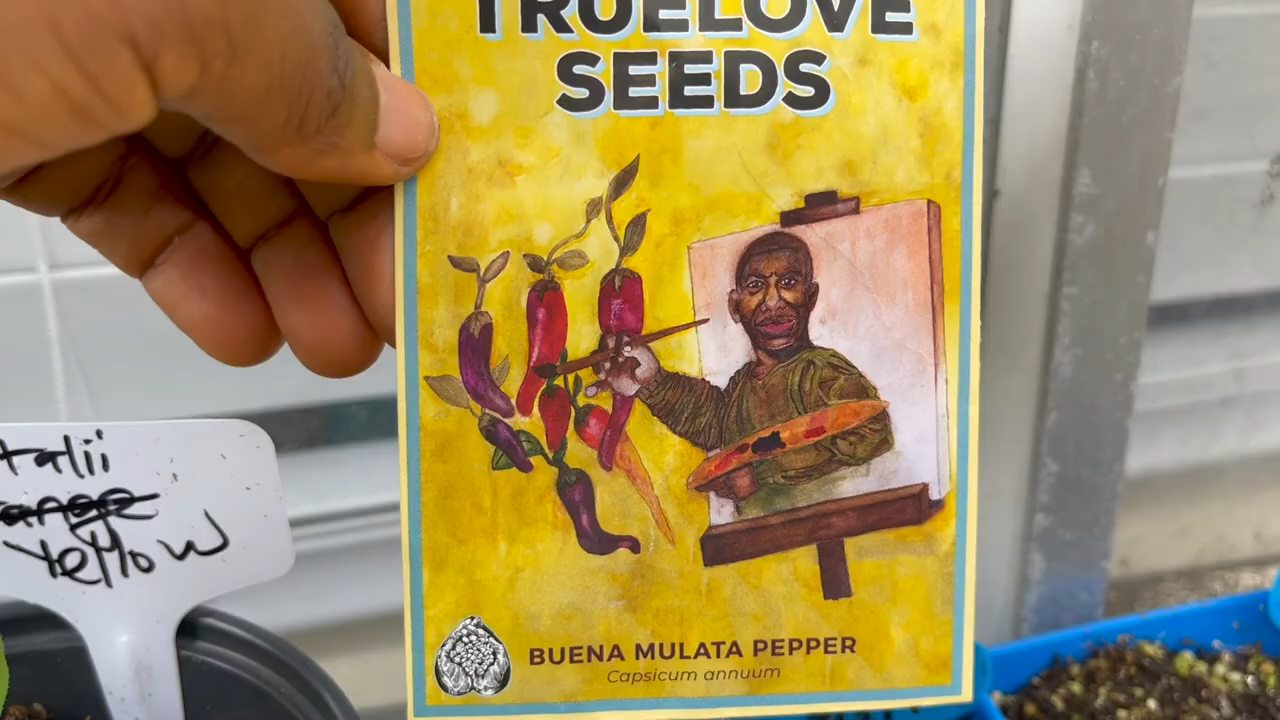 TRUELOVE
SEEDS
BUENA MULATA PEPPER
Capsicum annuum
talii
Yellow